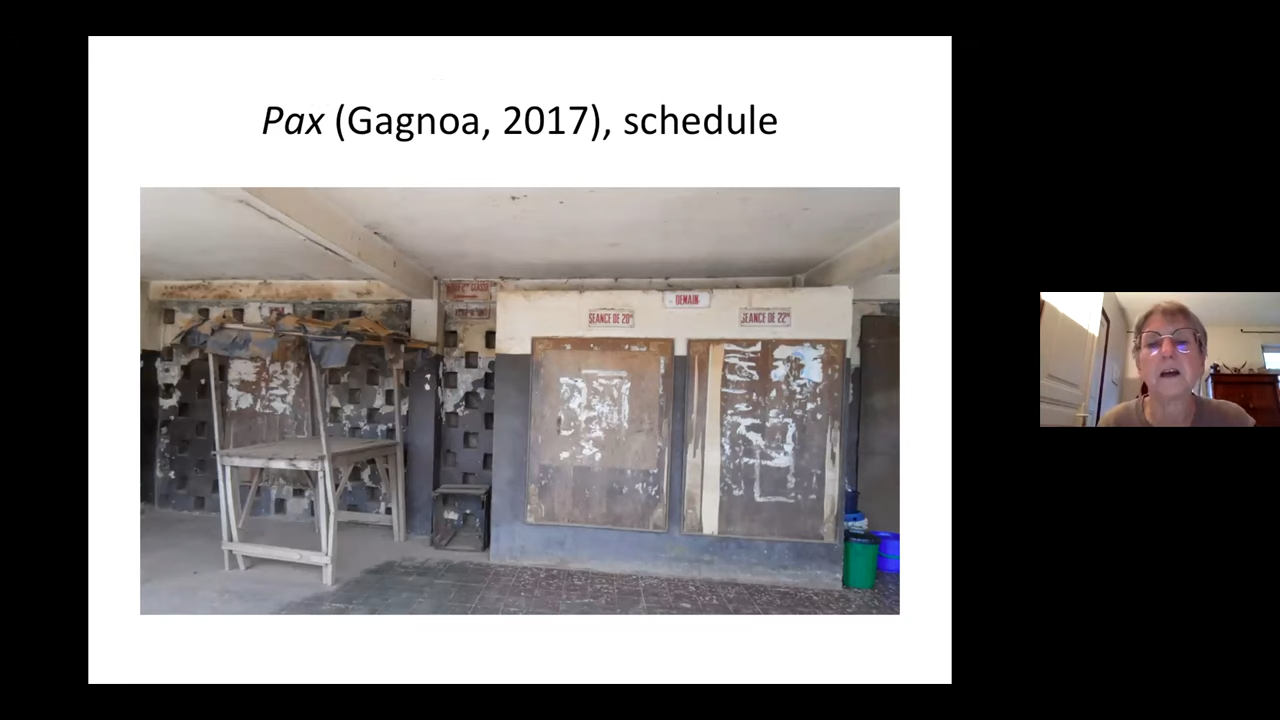 Pax (Gagnoa, 2017), schedule
DEMAIN
SEANCE DE 20ʰ
SEANCE DE 22ʰ